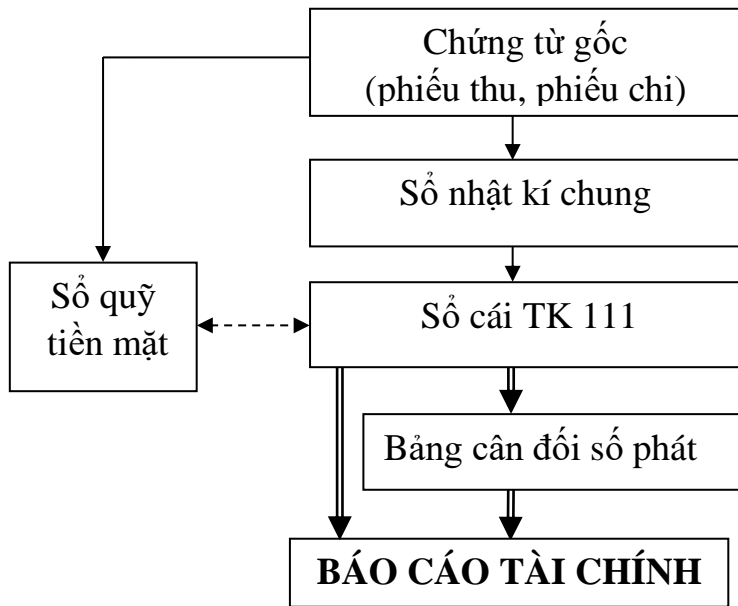 Chứng từ gốc
(phiếu thu, phiếu chi)
Sổ nhật kí chung
Sổ quỹ
tiền mặt
Sổ cái TK 111
Bảng cân đối số phát
BÁO CÁO TÀI CHÍNH